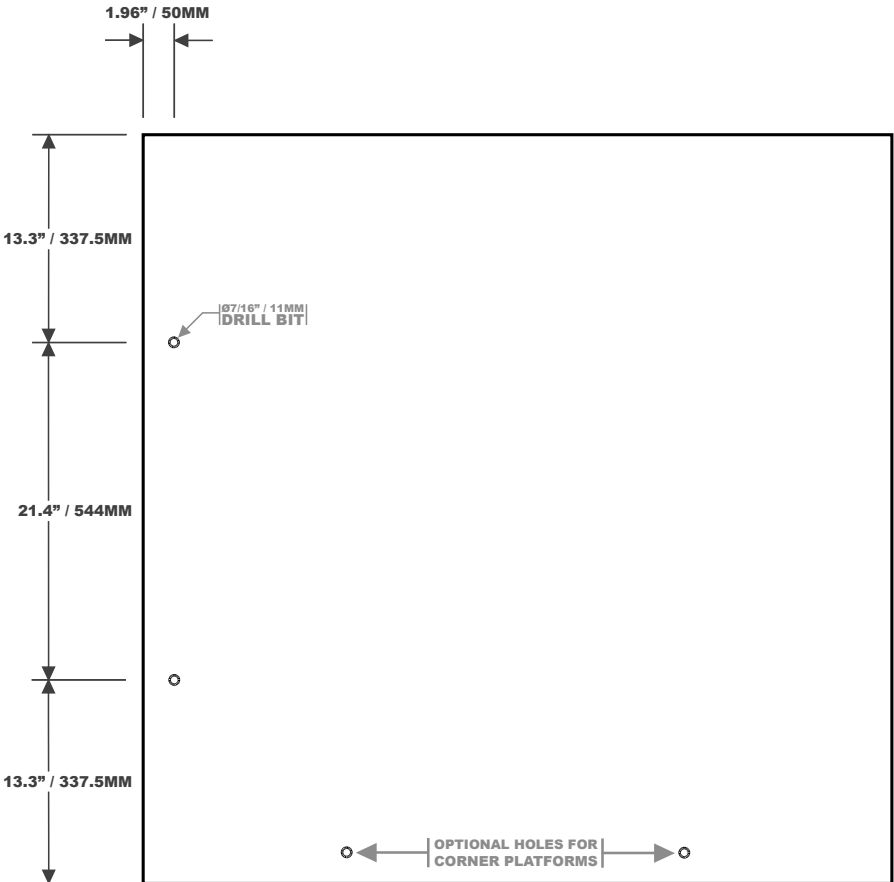 1.96” / 50MM
13.3” / 337.5MM
Ø7/16” / 11MM
DRILL BIT
21.4” / 544MM
13.3” / 337.5MM
OPTIONAL HOLES FOR
CORNER PLATFORMS